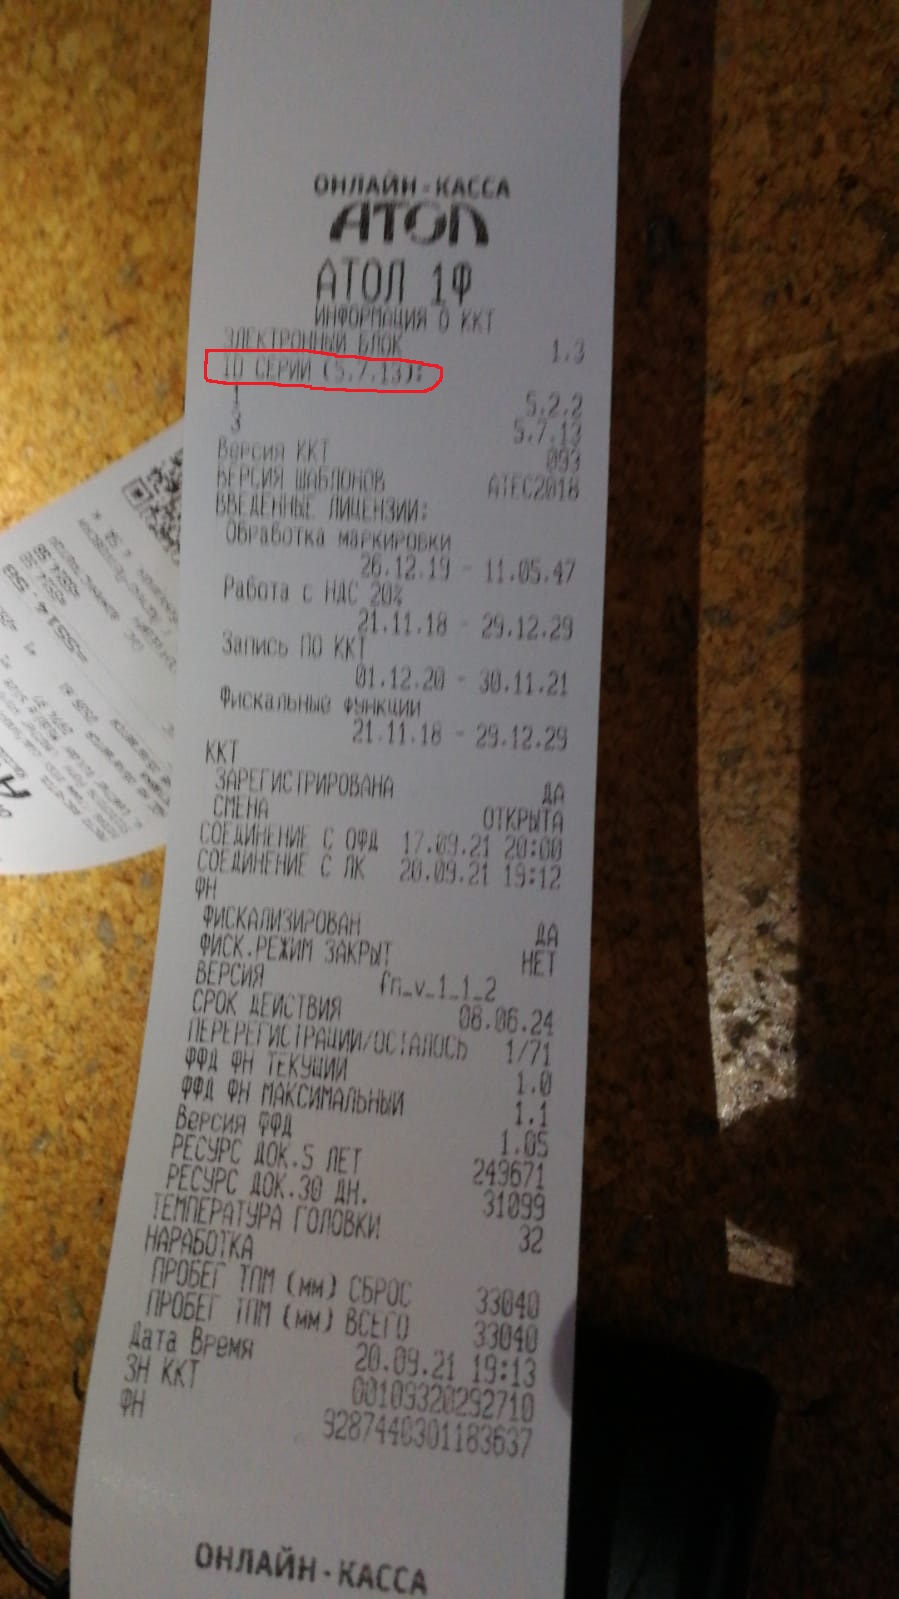 ОНЛАЙН-КАССА
АТОЛ
АТОЛ 1Ф
ИНФОРМАЦИЯ О ККТ
ЭЛЕКТРОННЫЙ БЛОК 1.3
ID СЕРИИ (5.7.13):
1 5.2.2
3 5.7.13
Версия ККТ 093
ВЕРСИЯ ШАБЛОНОВ ATEC2018
ВВЕДЕННЫЕ ЛИЦЕНЗИИ:
Обработка маркировки
26.12.19 - 11.05.47
Работа с НДС 20%
21.11.18 - 29.12.29
Запись ПО ККТ
01.12.20 - 30.11.21
Фискальные функции
21.11.18 - 29.12.29
ККТ
ЗАРЕГИСТРИРОВАНА ДА
СМЕНА ОТКРЫТА
СОЕДИНЕНИЕ С ОФД 17.09.21 20:00
СОЕДИНЕНИЕ С ЛК 20.09.21 19:12
ФН
ФИСКАЛИЗИРОВАН ДА
ФИСК.РЕЖИМ ЗАКРЫТ НЕТ
ВЕРСИЯ fn_v_1_1_2
СРОК ДЕЙСТВИЯ 08.06.24
ПЕРЕРЕГИСТРАЦИИ/ОСТАЛОСЬ 1/71
ФФД ФН ТЕКУЩИЙ 1.0
ФФД ФН МАКСИМАЛЬНЫЙ 1.1
Версия ФФД 1.05
РЕСУРС ДОК.5 ЛЕТ 249671
РЕСУРС ДОК.30 ДН. 31099
ТЕМПЕРАТУРА ГОЛОВКИ 32
НАРАБОТКА
ПРОБЕГ ТПМ (мм) СБРОС 33040
ПРОБЕГ ТПМ (мм) ВСЕГО 33040
Дата Время 20.09.21 19:13
ЗН ККТ 00109320292710
ФН 9287440301183637
ОНЛАЙН-КАССА